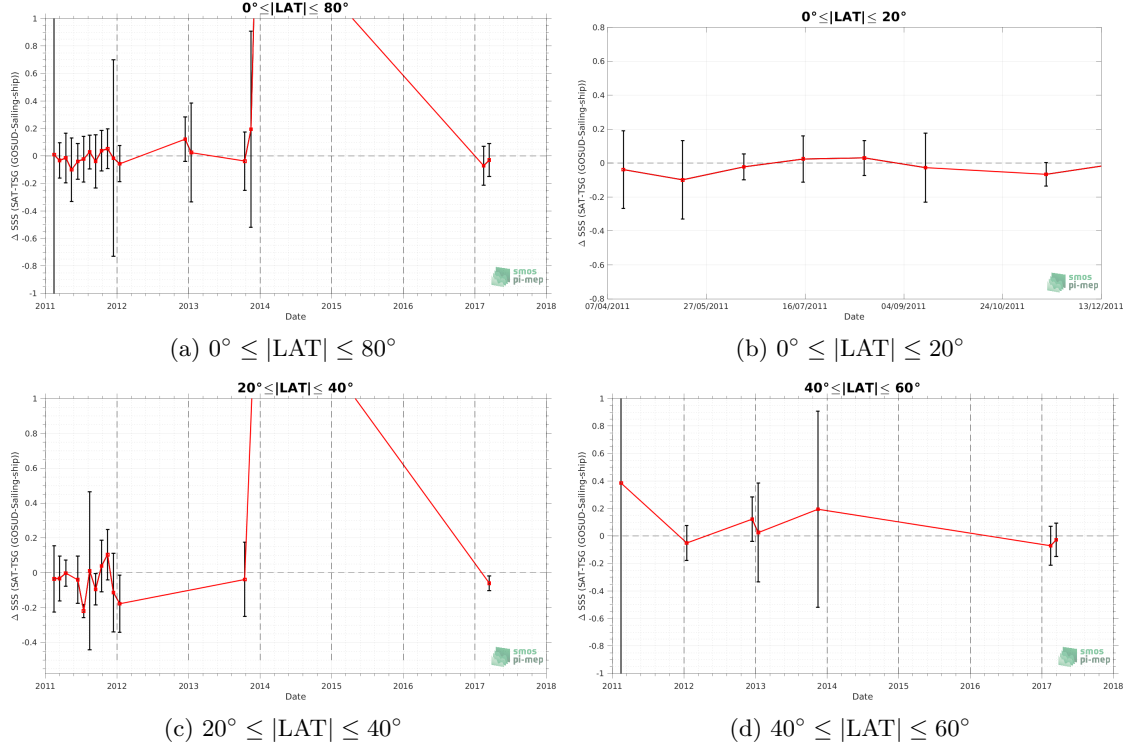 0°≤|LAT|≤ 80°
1
0.8
0.6
0.4
0.2
0
-0.2
-0.4
-0.6
-0.8
-1
Δ SSS (SAT-TSG (GOSUD-Sailing-ship))
2011 2012 2013 2014 2015 2016 2017 2018
Date
smos
pi-mep
(a) 0° ≤ |LAT| ≤ 80°
0°≤|LAT|≤ 20°
1
0.8
0.6
0.4
0.2
0
-0.2
-0.4
-0.6
-0.8
Δ SSS (SAT-TSG (GOSUD-Sailing-ship))
07/04/2011 27/05/2011 16/07/2011 04/09/2011 24/10/2011 13/12/2011
Date
smos
pi-mep
(b) 0° ≤ |LAT| ≤ 20°
20°≤|LAT|≤ 40°
1
0.8
0.6
0.4
0.2
0
-0.2
-0.4
Δ SSS (SAT-TSG (GOSUD-Sailing-ship))
2011 2012 2013 2014 2015 2016 2017 2018
Date
smos
pi-mep
(c) 20° ≤ |LAT| ≤ 40°
40°≤|LAT|≤ 60°
1
0.8
0.6
0.4
0.2
0
-0.2
-0.4
-0.6
-0.8
-1
Δ SSS (SAT-TSG (GOSUD-Sailing-ship))
2011 2012 2013 2014 2015 2016 2017 2018
Date
smos
pi-mep
(d) 40° ≤ |LAT| ≤ 60°